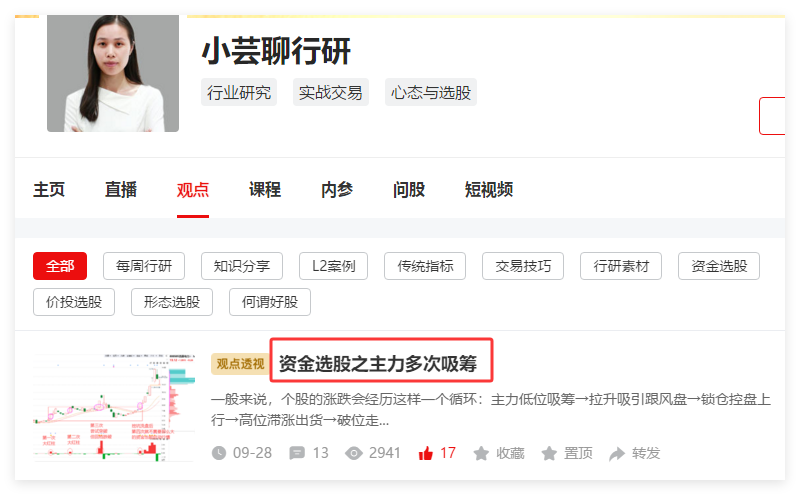 小芸聊行研
行业研究 实战交易 心态与选股
主页 直播 观点 课程 内参 问股 短视频
全部 每周行研 知识分享 L2案例 传统指标 交易技巧 行研素材 资金选股
价投选股 形态选股 何谓好股
观点透视 资金选股之主力多次吸筹
一般来说，个股的涨跌会经历这样一个循环：主力低位吸筹→拉升吸引跟风盘→锁仓控盘上
行→高位滞涨出货→破位走...
09-28 13 2941 17 收藏 置顶 转发